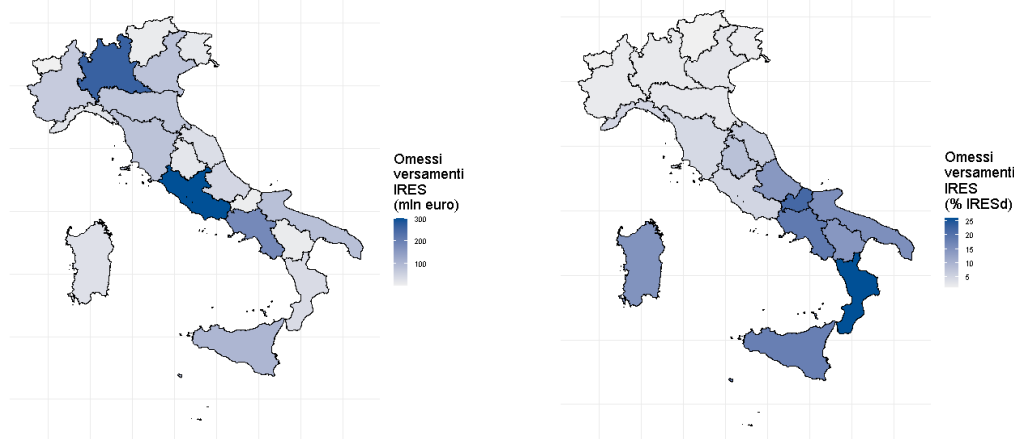 Omessi
versamenti
IRES
(mln euro)
300
200
100
Omessi
versamenti
IRES
(% IRESd)
25
20
15
10
5